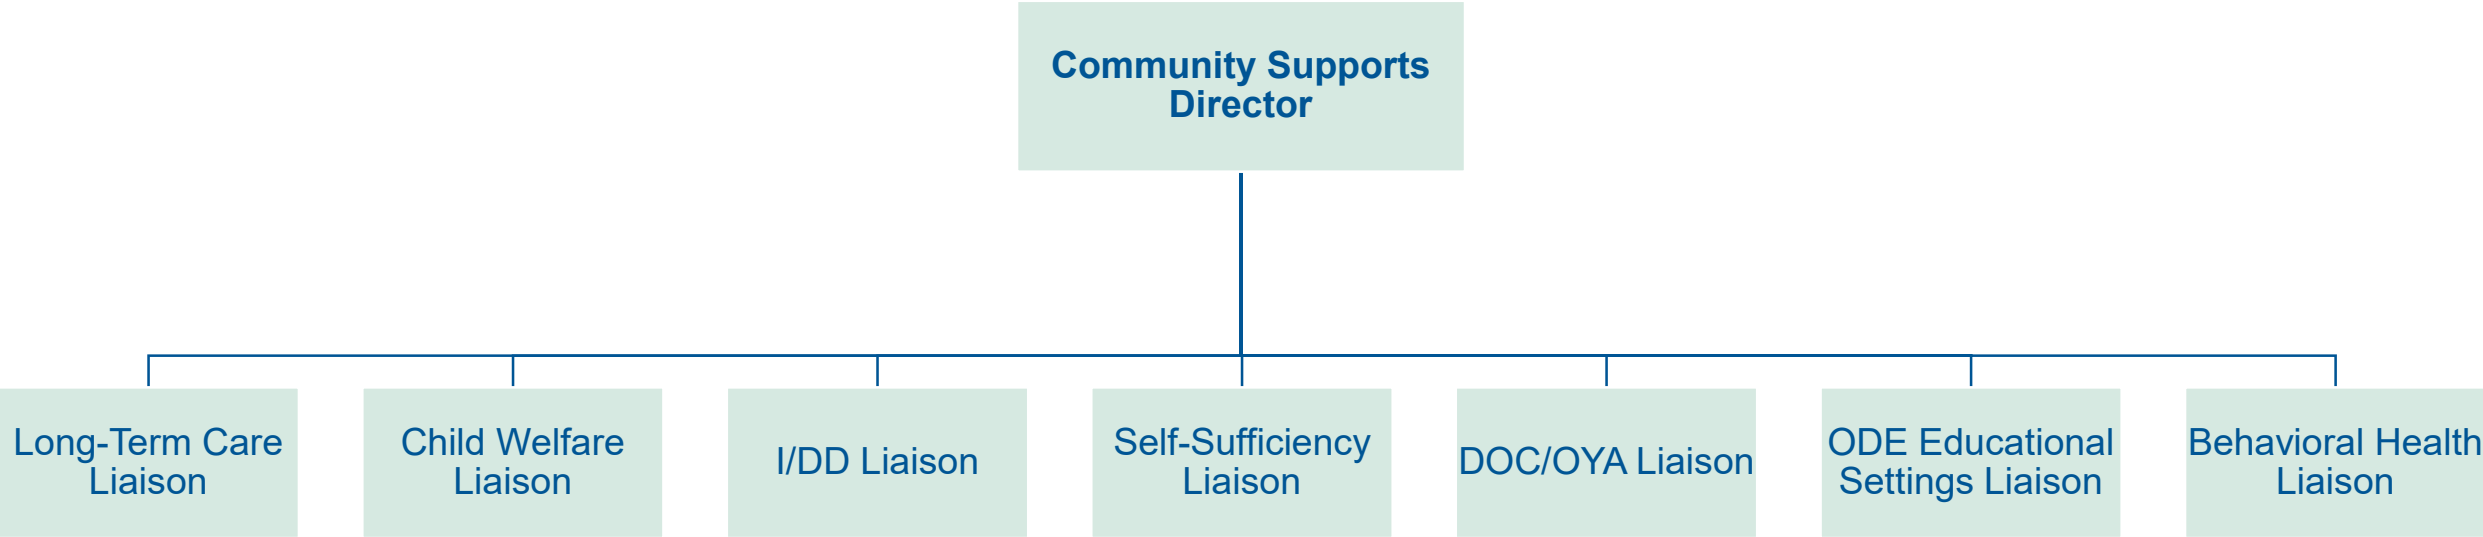 Community Supports
Director
Long-Term Care
Liaison
Child Welfare
Liaison
I/DD Liaison
Self-Sufficiency
Liaison
DOC/OYA Liaison
ODE Educational
Settings Liaison
Behavioral Health
Liaison